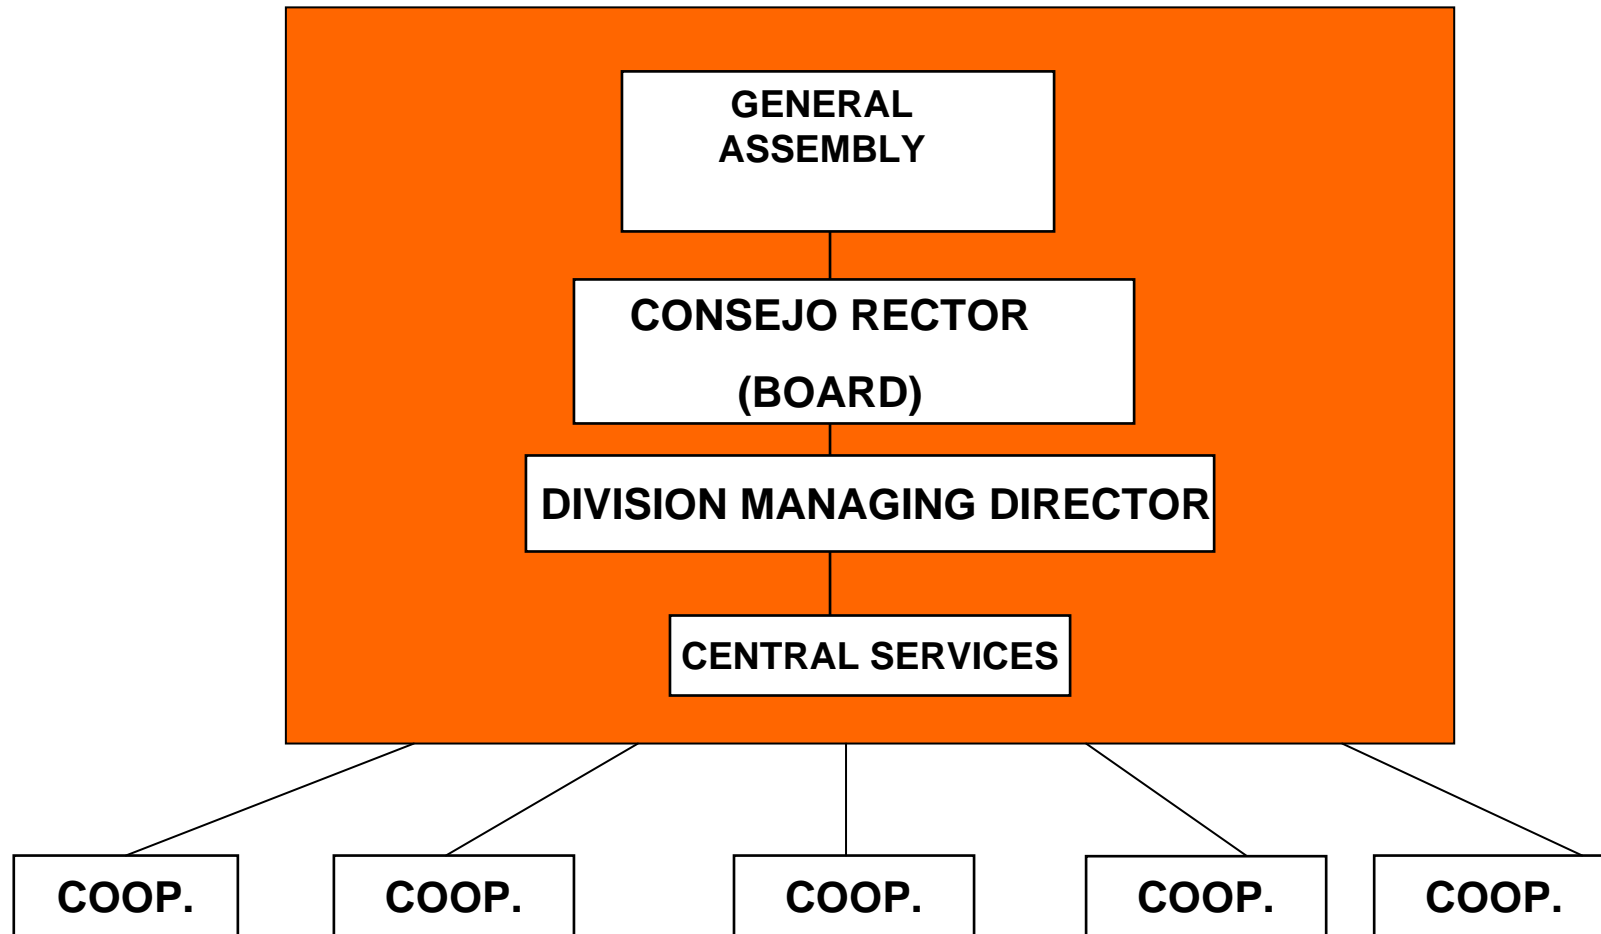 GENERAL
ASSEMBLY
CONSEJO RECTOR
(BOARD)
DIVISION MANAGING DIRECTOR
CENTRAL SERVICES
COOP.
COOP.
COOP.
COOP.
COOP.